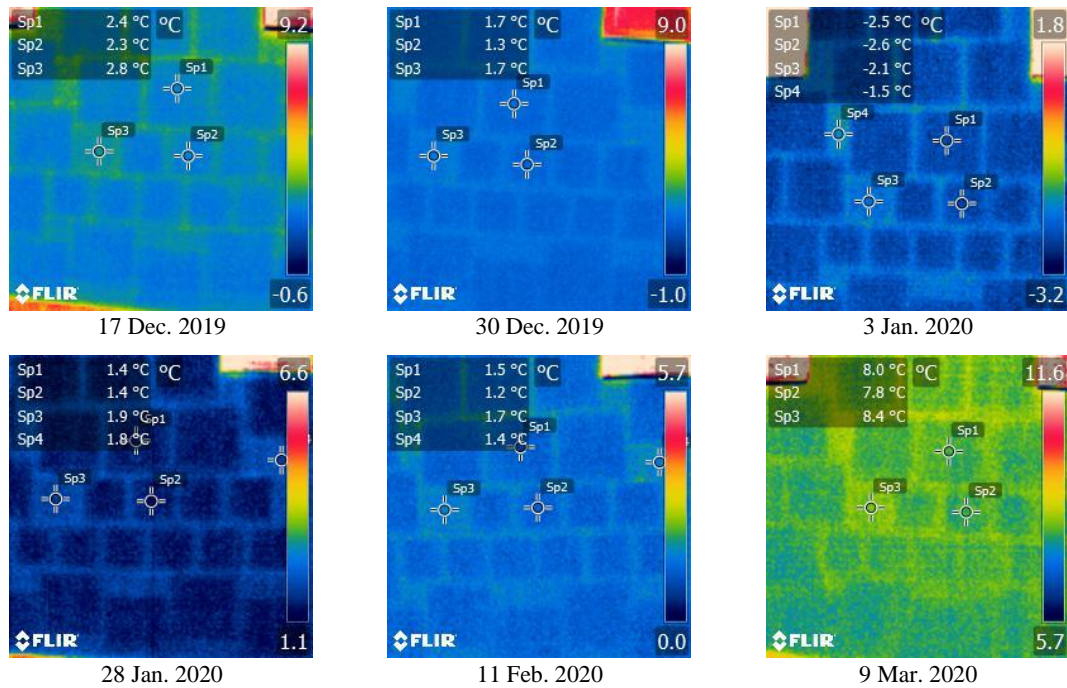 Sp1 2.4 °C °C 9.2
Sp2 2.3 °C
Sp3 2.8 °C
Sp1
Sp3
Sp2
FLIR -0.6
17 Dec. 2019
Sp1 1.7 °C °C 9.0
Sp2 1.3 °C
Sp3 1.7 °C
Sp1
Sp3
Sp2
FLIR -1.0
30 Dec. 2019
Sp1 -2.5 °C °C 1.8
Sp2 -2.6 °C
Sp3 -2.1 °C
Sp4 -1.5 °C
Sp4
Sp1
Sp3
Sp2
FLIR -3.2
3 Jan. 2020
Sp1 1.4 °C °C 6.6
Sp2 1.4 °C
Sp3 1.9 °C
Sp4 1.8 °C
Sp1
Sp3
Sp2
FLIR 1.1
28 Jan. 2020
Sp1 1.5 °C °C 5.7
Sp2 1.2 °C
Sp3 1.7 °C
Sp4 1.4 °C
Sp1
Sp3
Sp2
FLIR 0.0
11 Feb. 2020
Sp1 8.0 °C °C 11.6
Sp2 7.8 °C
Sp3 8.4 °C
Sp1
Sp3
Sp2
FLIR 5.7
9 Mar. 2020